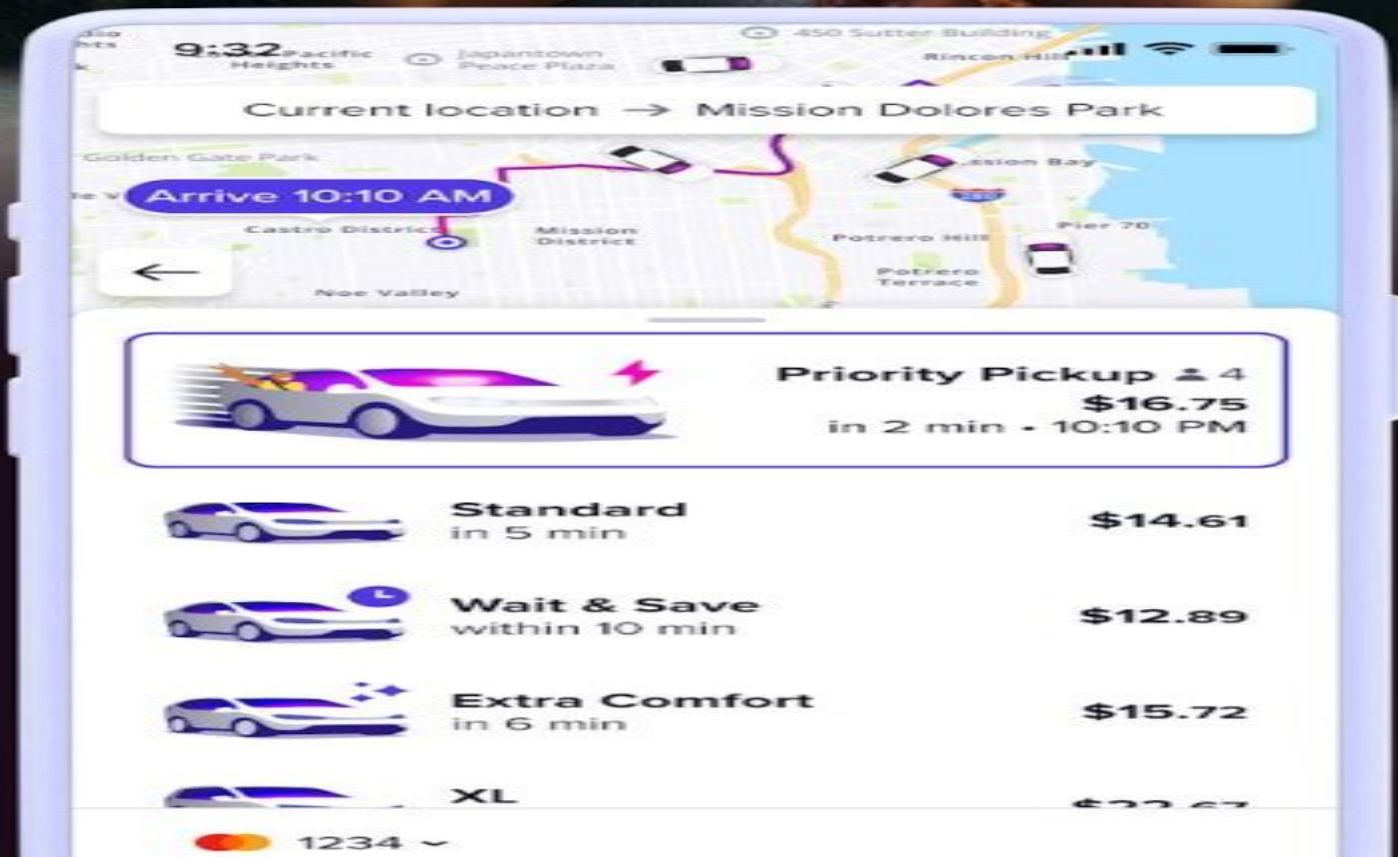 450 Sutter Building
9:32
Pacific
Heights
Japantown
Peace Plaza
Rincon Hill
Current location → Mission Dolores Park
Golden Gate Park
Arrive 10:10 AM
Castro District
Mission
District
Potrero Hill
Pier 70
Potrero
Terrace
Noe Valley
Priority Pickup 4
$16.75
in 2 min • 10:10 PM
Standard
in 5 min
$14.61
Wait & Save
within 10 min
$12.89
Extra Comfort
in 6 min
$15.72
XL
1234